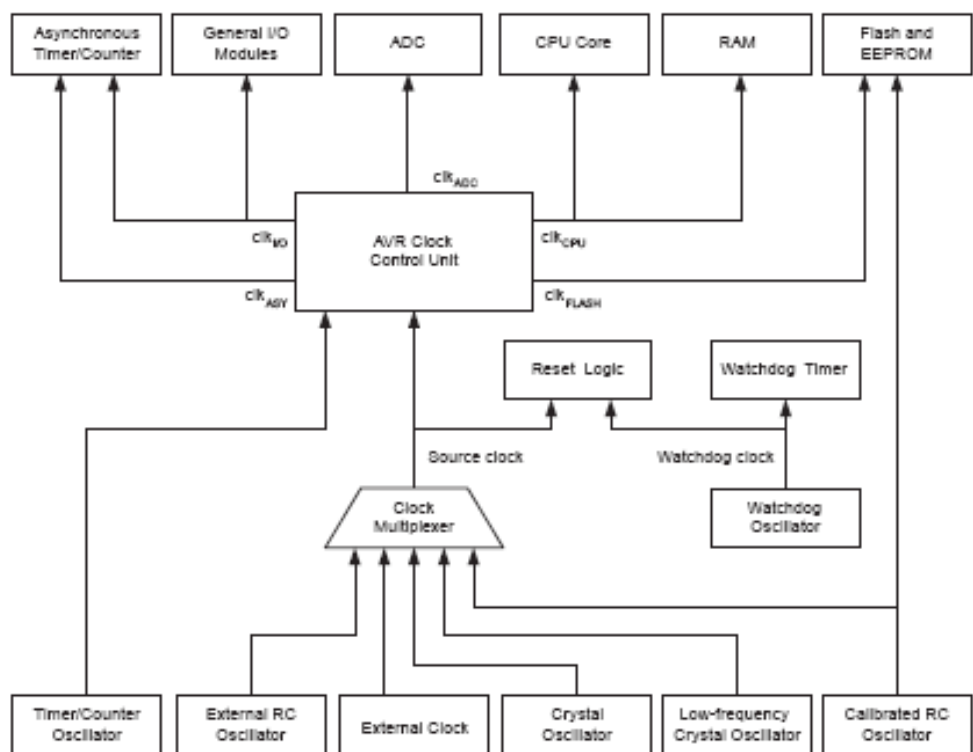 Asynchronous
Timer/Counter
General I/O
Modules
ADC
CPU Core
RAM
Flash and
EEPROM
clkADC
clkI/O
AVR Clock
Control Unit
clkCPU
clkASY
clkFLASH
Reset Logic
Watchdog Timer
Source clock
Watchdog clock
Clock
Multiplexer
Watchdog
Oscillator
Timer/Counter
Oscillator
External RC
Oscillator
External Clock
Crystal
Oscillator
Low-frequency
Crystal Oscillator
Calibrated RC
Oscillator